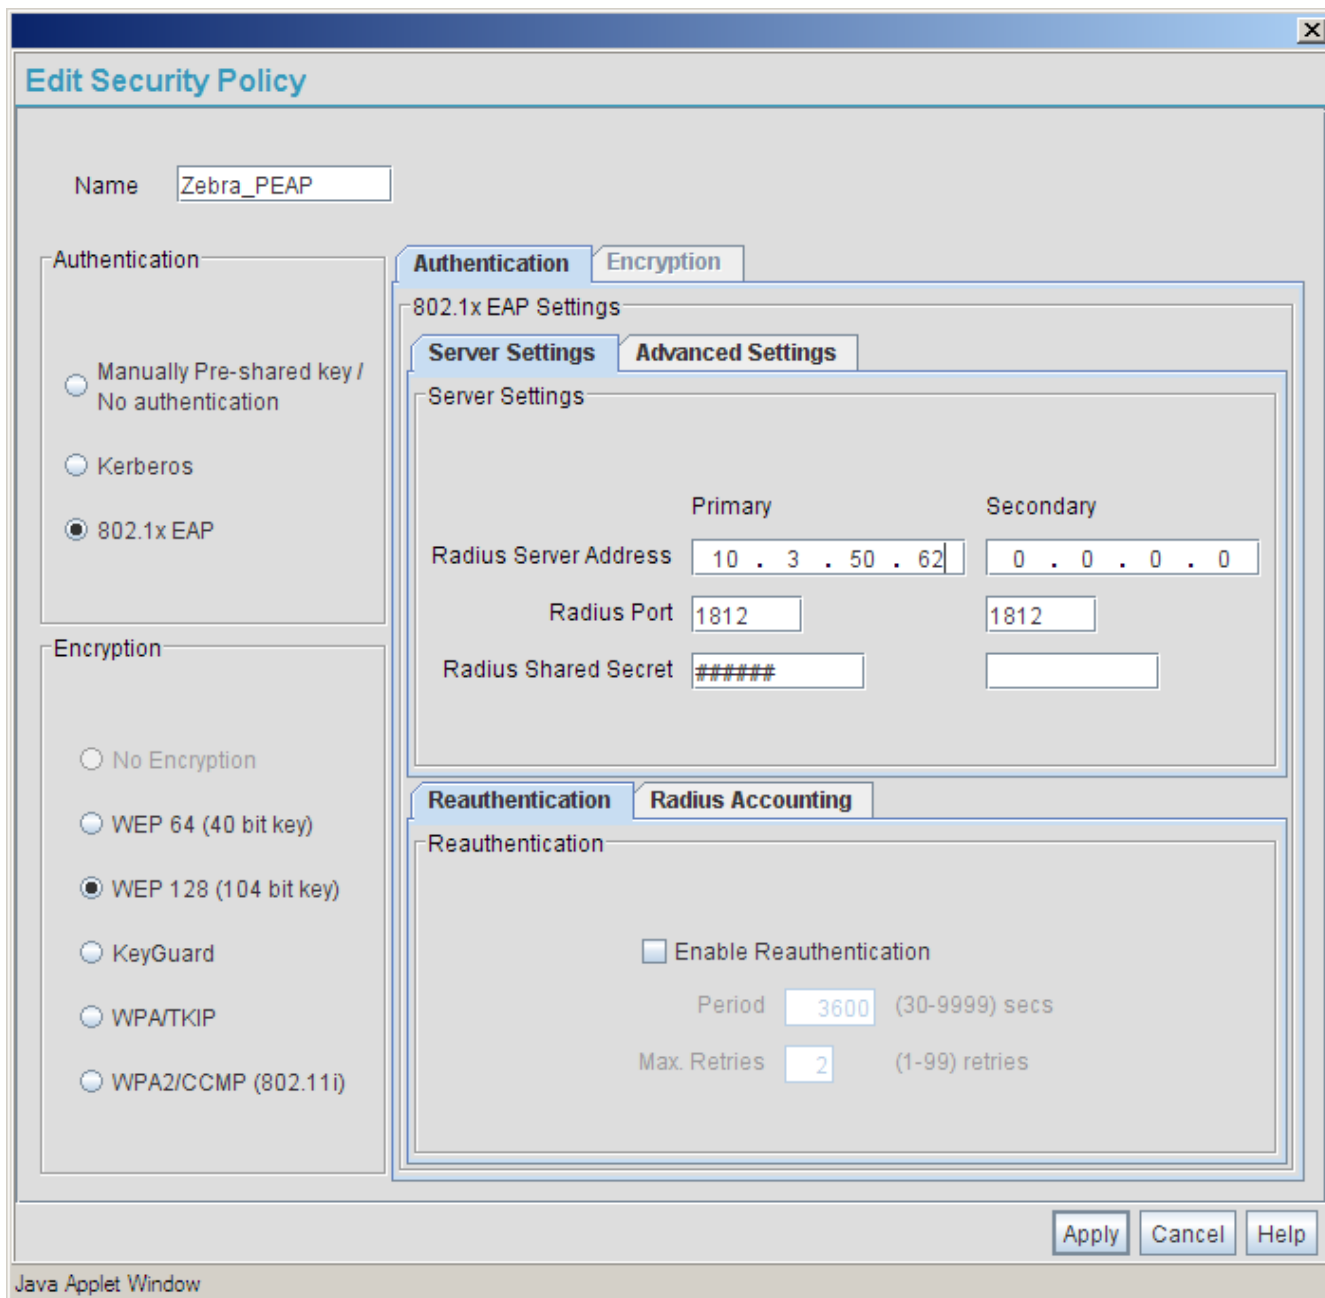 Edit Security Policy
Name Zebra_PEAP
Authentication
Manually Pre-shared key /
No authentication
Kerberos
802.1x EAP
Encryption
No Encryption
WEP 64 (40 bit key)
WEP 128 (104 bit key)
KeyGuard
WPA/TKIP
WPA2/CCMP (802.11i)
Authentication Encryption
802.1x EAP Settings
Server Settings Advanced Settings
Server Settings
Primary Secondary
Radius Server Address 10 . 3 . 50 . 62 0 . 0 . 0 . 0
Radius Port 1812 1812
Radius Shared Secret ######
Reauthentication Radius Accounting
Reauthentication
Enable Reauthentication
Period 3600 (30-9999) secs
Max. Retries 2 (1-99) retries
Apply Cancel Help
Java Applet Window